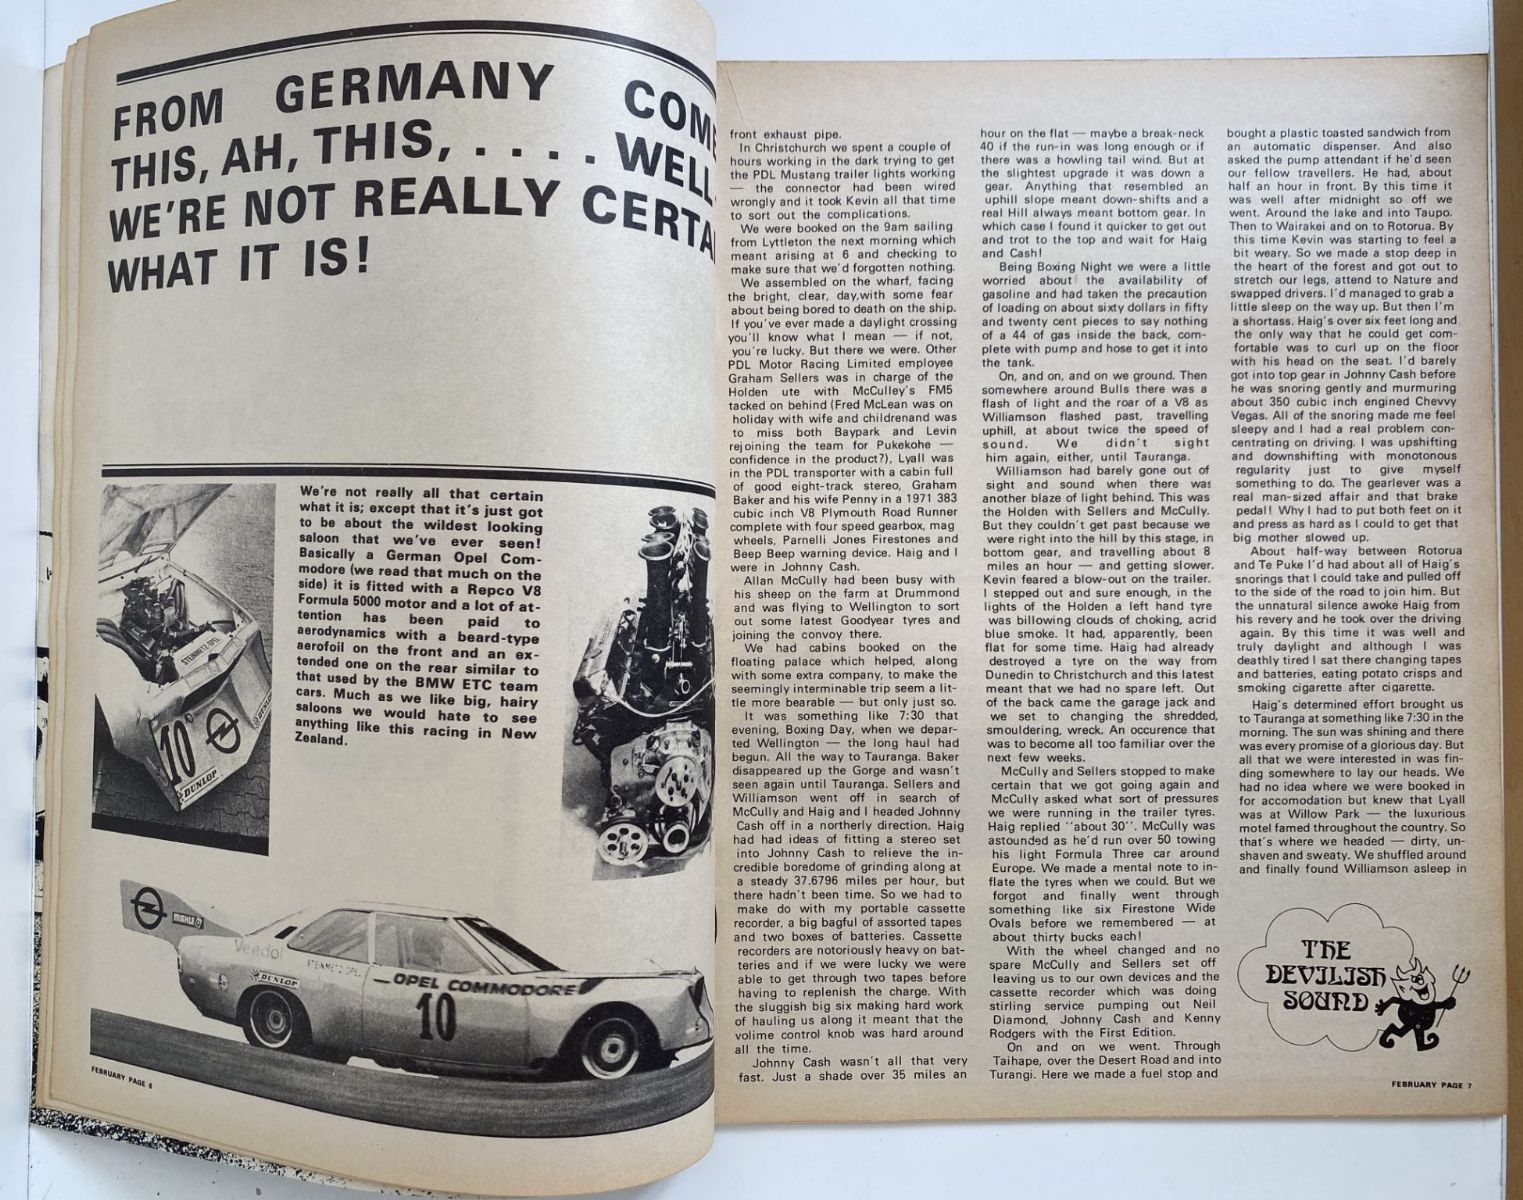 FROM GERMANY COM
THIS, AH, THIS, . . . . WELL
WE'RE NOT REALLY CERTA
WHAT IT IS!
We're not really all that certain
what it is; except that it's just got
to be about the wildest looking
saloon that we've ever seen!
Basically a German Opel Com-
modore (we read that much on the
side) it is fitted with a Repco V8
Formula 5000 motor and a lot of at-
tention has been paid to
aerodynamics with a beard-type
aerofoil on the front and an ex-
tended one on the rear similar to
that used by the BMW ETC team
cars. Much as we like big, hairy
saloons we would hate to see
anything like this racing in New
Zealand.
STEINMETZ-OPEL
10
DUNLOP
MAHLE
Veedol
STEINMETZ OPEL
DUNLOP
OPEL COMMODORE
10
FEBRUARY PAGE 6
front exhaust pipe.
In Christchurch we spent a couple of
hours working in the dark trying to get
the PDL Mustang trailer lights working
— the connector had been wired
wrongly and it took Kevin all that time
to sort out the complications.
We were booked on the 9am sailing
from Lyttleton the next morning which
meant arising at 6 and checking to
make sure that we'd forgotten nothing.
We assembled on the wharf, facing
the bright, clear, day,with some fear
about being bored to death on the ship.
If you've ever made a daylight crossing
you'll know what I mean — if not,
you're lucky. But there we were. Other
PDL Motor Racing Limited employee
Graham Sellers was in charge of the
Holden ute with McCulley's FM5
tacked on behind (Fred McLean was on
holiday with wife and childrenand was
to miss both Baypark and Levin
rejoining the team for Pukekohe —
confidence in the product?), Lyall was
in the PDL transporter with a cabin full
of good eight-track stereo, Graham
Baker and his wife Penny in a 1971 383
cubic inch V8 Plymouth Road Runner
complete with four speed gearbox, mag
wheels, Parnelli Jones Firestones and
Beep Beep warning device. Haig and I
were in Johnny Cash.
Allan McCully had been busy with
his sheep on the farm at Drummond
and was flying to Wellington to sort
out some latest Goodyear tyres and
joining the convoy there.
We had cabins booked on the
floating palace which helped, along
with some extra company, to make the
seemingly interminable trip seem a lit-
tle more bearable — but only just so.
It was something like 7:30 that
evening, Boxing Day, when we depar-
ted Wellington — the long haul had
begun. All the way to Tauranga. Baker
disappeared up the Gorge and wasn't
seen again until Tauranga. Sellers and
Williamson went off in search of
McCully and Haig and I headed Johnny
Cash off in a northerly direction. Haig
had had ideas of fitting a stereo set
into Johnny Cash to relieve the in-
credible boredome of grinding along at
a steady 37.6796 miles per hour, but
there hadn't been time. So we had to
make do with my portable cassette
recorder, a big bagful of assorted tapes
and two boxes of batteries. Cassette
recorders are notoriously heavy on bat-
teries and if we were lucky we were
able to get through two tapes before
having to replenish the charge. With
the sluggish big six making hard work
of hauling us along it meant that the
volime control knob was hard around
all the time.
Johnny Cash wasn't all that very
fast. Just a shade over 35 miles an
hour on the flat — maybe a break-neck
40 if the run-in was long enough or if
there was a howling tail wind. But at
the slightest upgrade it was down a
gear. Anything that resembled an
uphill slope meant down-shifts and a
real Hill always meant bottom gear. In
which case I found it quicker to get out
and trot to the top and wait for Haig
and Cash!
Being Boxing Night we were a little
worried about the availability of
gasoline and had taken the precaution
of loading on about sixty dollars in fifty
and twenty cent pieces to say nothing
of a 44 of gas inside the back, com-
plete with pump and hose to get it into
the tank.
On, and on, and on we ground. Then
somewhere around Bulls there was a
flash of light and the roar of a V8 as
Williamson flashed past, travelling
uphill, at about twice the speed of
sound. We didn't sight
him again, either, until Tauranga.
Williamson had barely gone out of
sight and sound when there was
another blaze of light behind. This was
the Holden with Sellers and McCully.
But they couldn't get past because we
were right into the hill by this stage, in
bottom gear, and travelling about 8
miles an hour — and getting slower.
Kevin feared a blow-out on the trailer.
I stepped out and sure enough, in the
lights of the Holden a left hand tyre
was billowing clouds of choking, acrid
blue smoke. It had, apparently, been
flat for some time. Haig had already
destroyed a tyre on the way from
Dunedin to Christchurch and this latest
meant that we had no spare left. Out
of the back came the garage jack and
we set to changing the shredded,
smouldering, wreck. An occurence that
was to become all too familiar over the
next few weeks.
McCully and Sellers stopped to make
certain that we got going again and
McCully asked what sort of pressures
we were running in the trailer tyres.
Haig replied "about 30". McCully was
astounded as he'd run over 50 towing
his light Formula Three car around
Europe. We made a mental note to in-
flate the tyres when we could. But we
forgot and finally went through
something like six Firestone Wide
Ovals before we remembered — at
about thirty bucks each!
With the wheel changed and no
spare McCully and Sellers set off
leaving us to our own devices and the
cassette recorder which was doing
stirling service pumping out Neil
Diamond, Johnny Cash and Kenny
Rodgers with the First Edition.
On and on we went. Through
Taihape, over the Desert Road and into
Turangi. Here we made a fuel stop and
bought a plastic toasted sandwich from
an automatic dispenser. And also
asked the pump attendant if he'd seen
our fellow travellers. He had, about
half an hour in front. By this time it
was well after midnight so off we
went. Around the lake and into Taupo.
Then to Wairakei and on to Rotorua. By
this time Kevin was starting to feel a
bit weary. So we made a stop deep in
the heart of the forest and got out to
stretch our legs, attend to Nature and
swapped drivers. I'd managed to grab a
little sleep on the way up. But then I'm
a shortass. Haig's over six feet long and
the only way that he could get com-
fortable was to curl up on the floor
with his head on the seat. I'd barely
got into top gear in Johnny Cash before
he was snoring gently and murmuring
about 350 cubic inch engined Chevvy
Vegas. All of the snoring made me feel
sleepy and I had a real problem con-
centrating on driving. I was upshifting
and downshifting with monotonous
regularity just to give myself
something to do. The gearlever was a
real man-sized affair and that brake
pedal! Why I had to put both feet on it
and press as hard as I could to get that
big mother slowed up.
About half-way between Rotorua
and Te Puke I'd had about all of Haig's
snorings that I could take and pulled off
to the side of the road to join him. But
the unnatural silence awoke Haig from
his revery and he took over the driving
again. By this time it was well and
truly daylight and although I was
deathly tired I sat there changing tapes
and batteries, eating potato crisps and
smoking cigarette after cigarette.
Haig's determined effort brought us
to Tauranga at something like 7:30 in the
morning. The sun was shining and there
was every promise of a glorious day. But
all that we were interested in was fin-
ding somewhere to lay our heads. We
had no idea where we were booked in
for accomodation but knew that Lyall
was at Willow Park — the luxurious
motel famed throughout the country. So
that's where we headed — dirty, un-
shaven and sweaty. We shuffled around
and finally found Williamson asleep in
THE
DEVILISH
SOUND
FEBRUARY PAGE 7